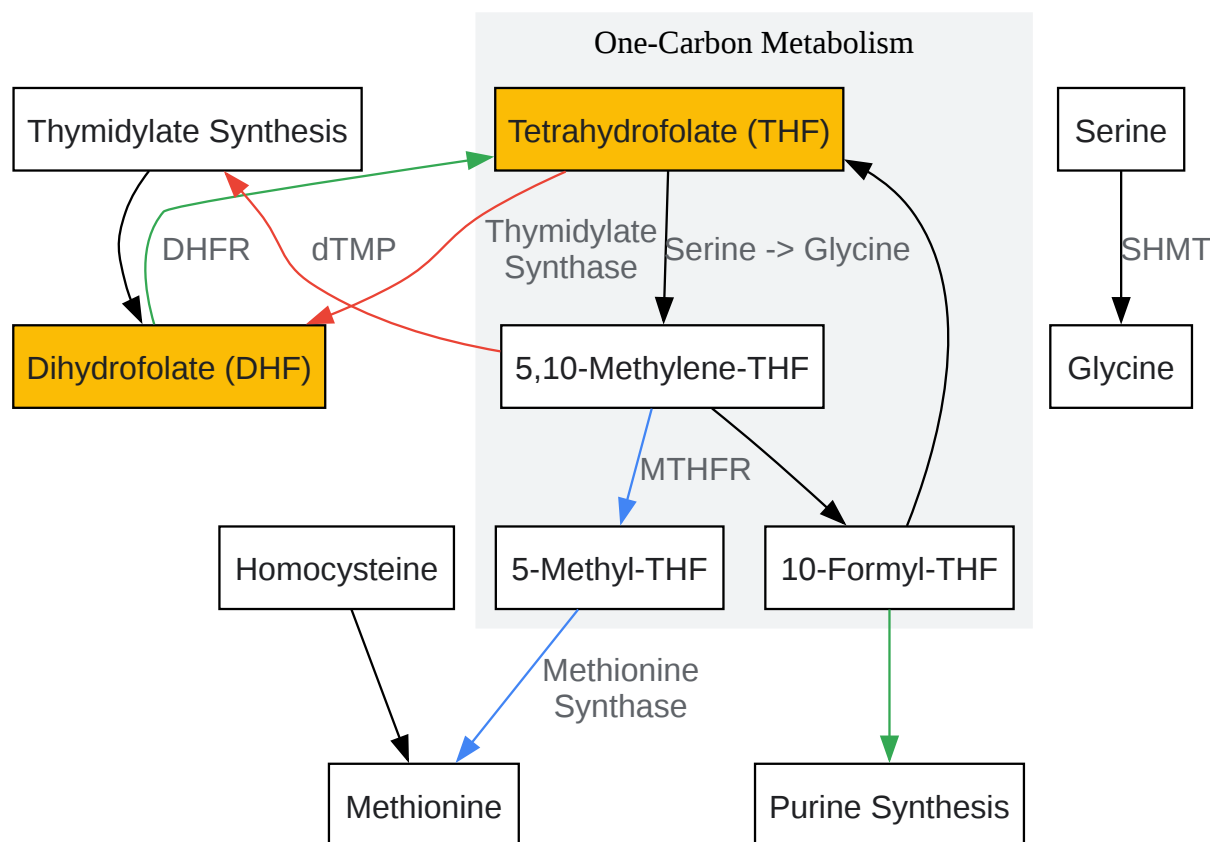 One-Carbon Metabolism
Thymidylate Synthesis
Tetrahydrofolate (THF)
Serine
DHFR
dTMP
Thymidylate
Synthase
Serine -> Glycine
SHMT
Dihydrofolate (DHF)
5,10-Methylene-THF
Glycine
MTHFR
Homocysteine
5-Methyl-THF
10-Formyl-THF
Methionine
Synthase
Methionine
Purine Synthesis